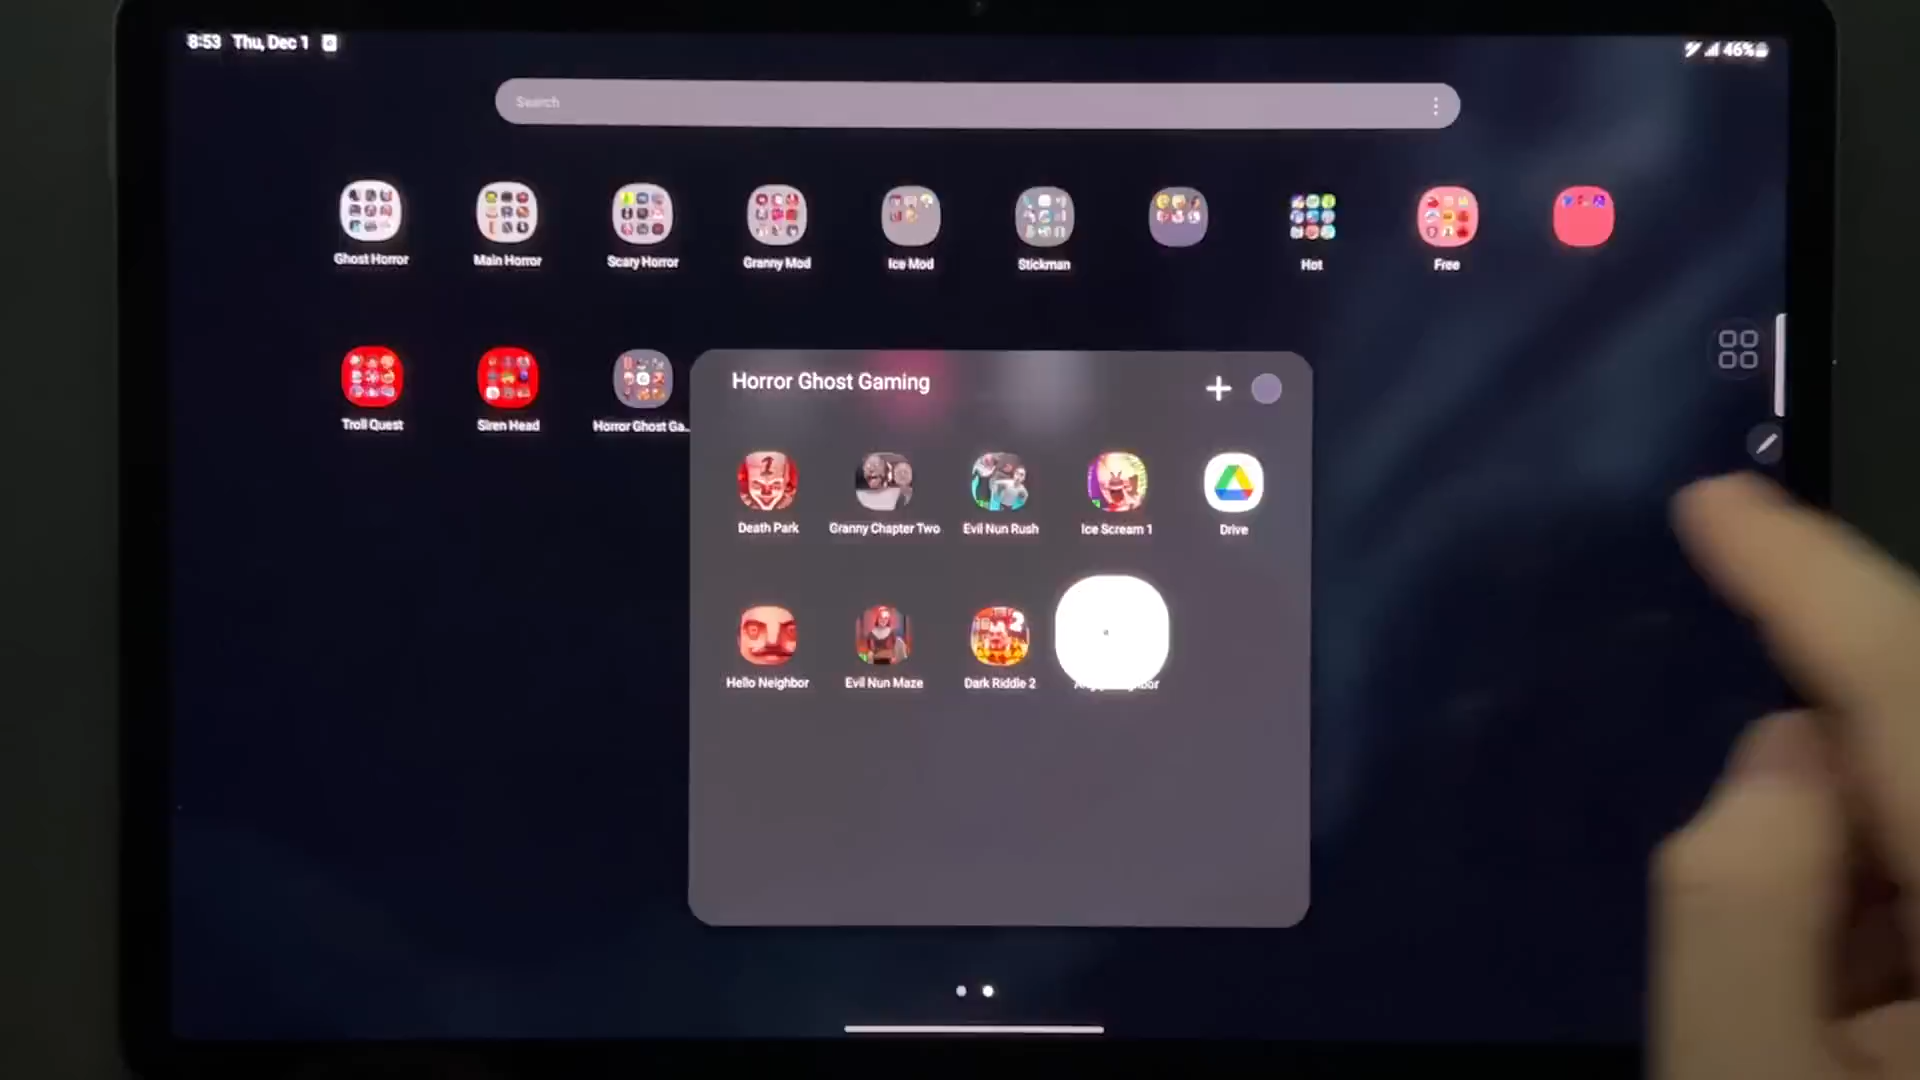 8:53 Thu, Dec 1
46%
Search
Ghost Horror
Main Horror
Scary Horror
Granny Mod
Ice Mod
Stickman
Hot
Free
Troll Quest
Siren Head
Horror Ghost Ga...
Horror Ghost Gaming
Death Park
Granny Chapter Two
Evil Nun Rush
Ice Scream 1
Drive
Hello Neighbor
Evil Nun Maze
Dark Riddle 2